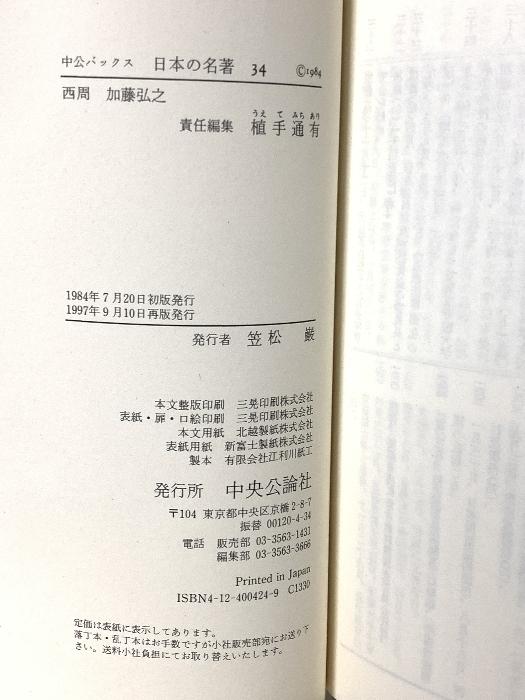 中公バックス 日本の名著 34 ©1984
西周 加藤弘之
うえ て みち あり
責任編集 植手通有
1984年7月20日初版発行
1997年9月10日再版発行
発行者 笠松 巌
本文整版印刷 三晃印刷株式会社
表紙・扉・口絵印刷 三晃印刷株式会社
本文用紙 北越製紙株式会社
表紙用紙 新富士製紙株式会社
製本 有限会社江利川紙工
発行所 中央公論社
〒104 東京都中央区京橋2-8-7
振替 00120-4-34
電話 販売部 03-3563-1431
編集部 03-3563-3666
Printed in Japan
ISBN4-12-400424-9 C1330
定価は表紙に表示してあります。
落丁本・乱丁本はお手数ですが小社販売部宛にお送り下
さい。送料小社負担にてお取り替えいたします。